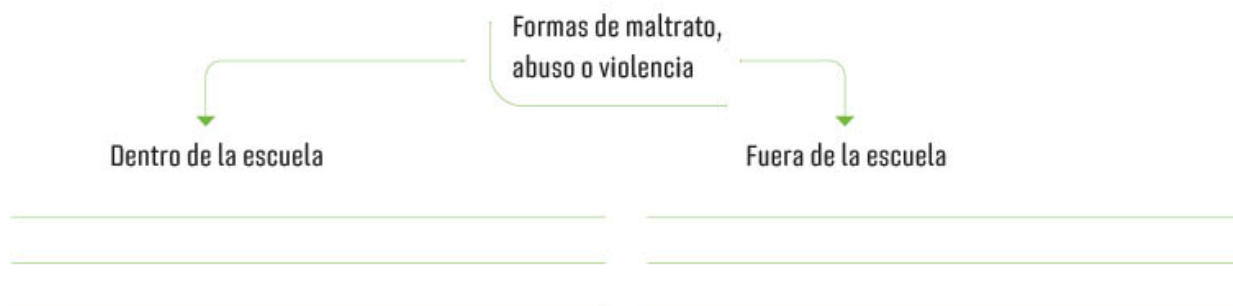 Formas de maltrato,
abuso o violencia
Dentro de la escuela
Fuera de la escuela